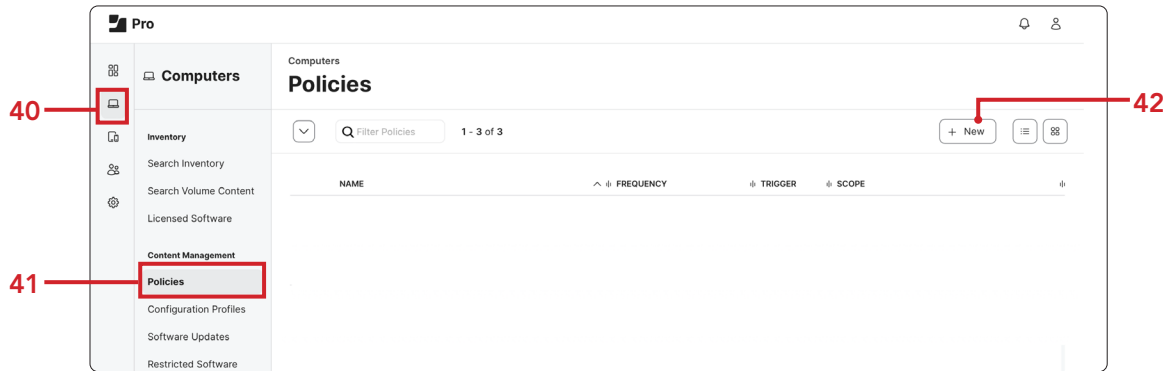 Pro
Computers
Computers
Policies
40
42
Inventory
Filter Policies
1 - 3 of 3
+ New
Search Inventory
NAME
FREQUENCY
TRIGGER
SCOPE
Search Volume Content
Licensed Software
Content Management
41
Policies
Configuration Profiles
Software Updates
Restricted Software